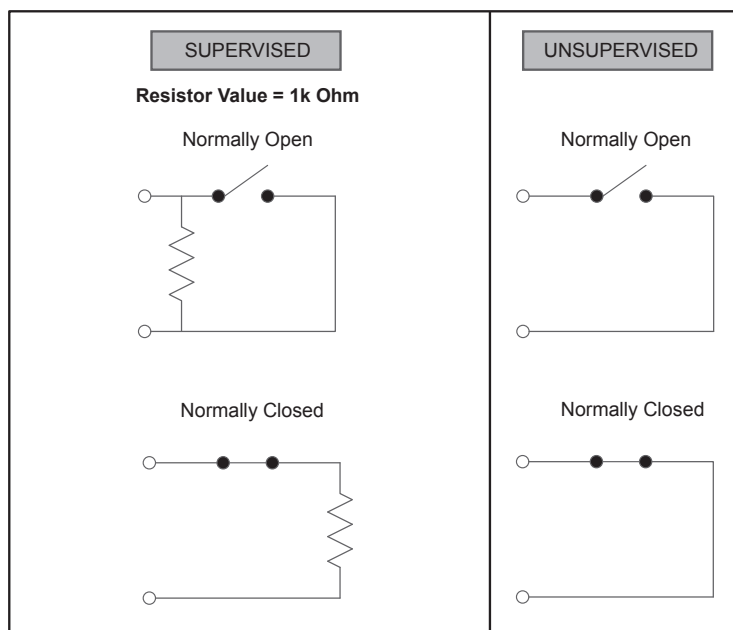 SUPERVISED
Resistor Value = 1k Ohm
Normally Open
Normally Closed
UNSUPERVISED
Normally Open
Normally Closed